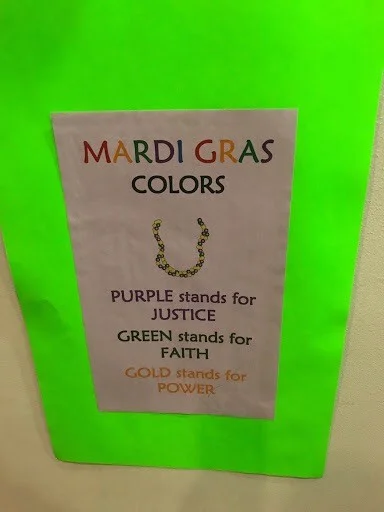 MARDI GRAS
COLORS
PURPLE stands for
JUSTICE
GREEN stands for
FAITH
GOLD stands for
POWER